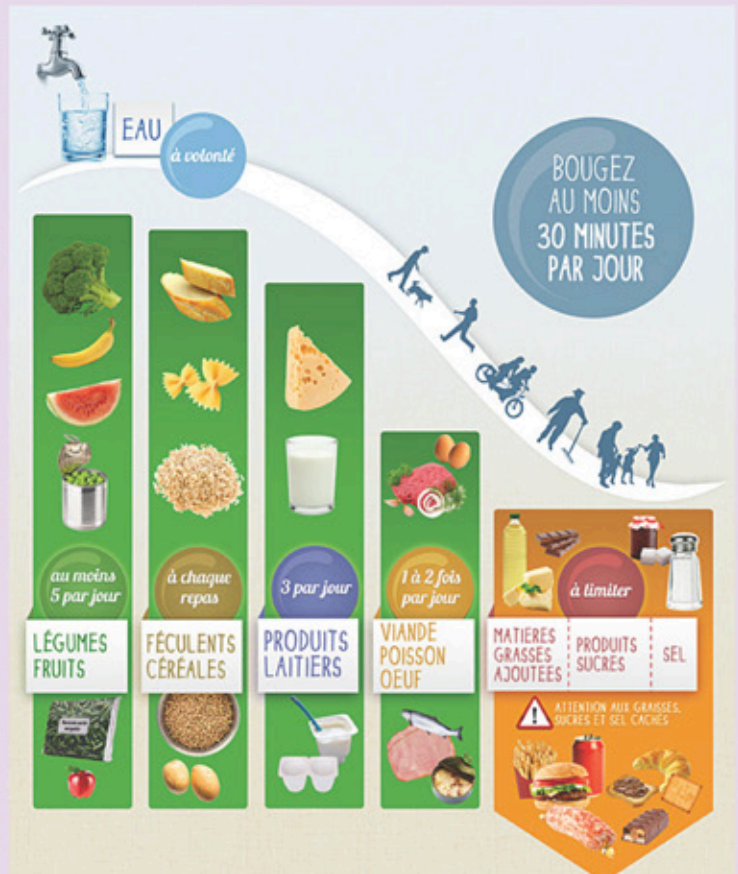 EAU
à volonté
BOUGEZ
AU MOINS
30 MINUTES
PAR JOUR
au moins
5 par jour
LÉGUMES
FRUITS
à chaque
repas
FÉCULENTS
CÉRÉALES
3 par jour
PRODUITS
LAITIERS
1 à 2 fois
par jour
VIANDE
POISSON
OEUF
à limiter
MATIERES
GRASSES
AJOUTEES
PRODUITS
SUCRES
SEL
ATTENTION AUX GRAISSES,
SUCRES ET SEL CACHÉS